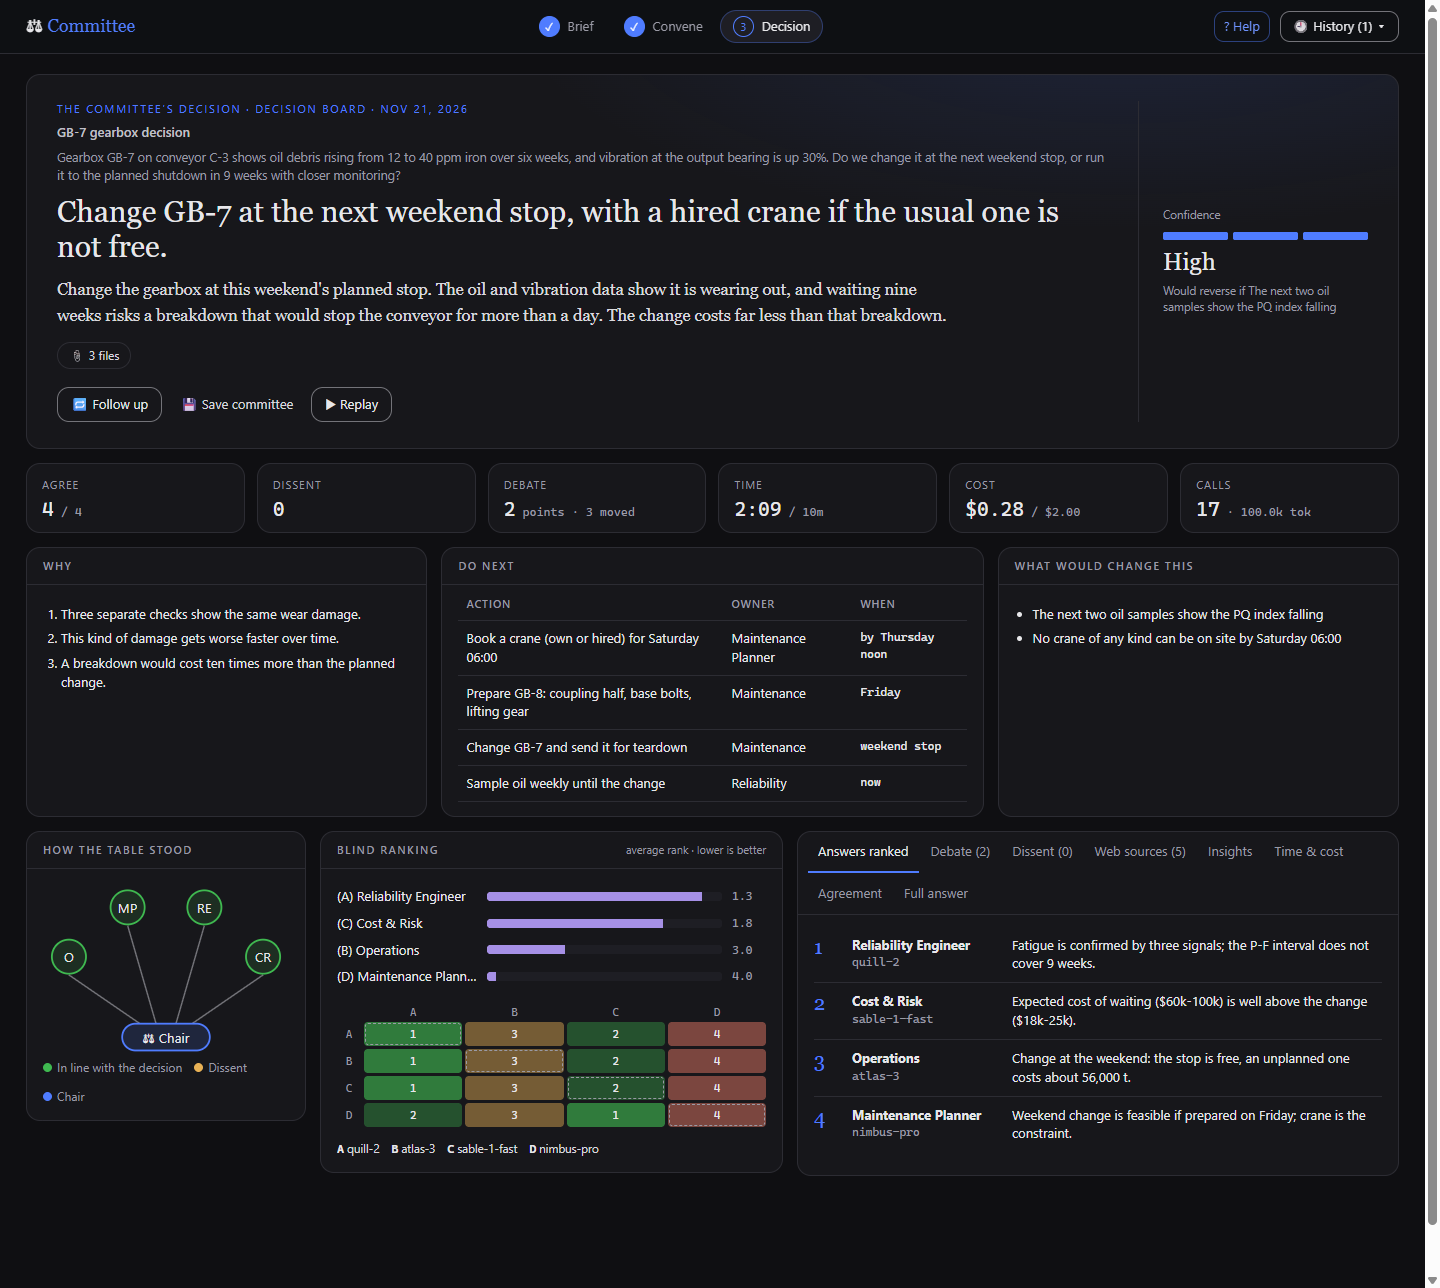 Committee
✓ Brief
✓ Convene
3 Decision
? Help
History (1)
THE COMMITTEE'S DECISION · DECISION BOARD · NOV 21, 2026
GB-7 gearbox decision
Gearbox GB-7 on conveyor C-3 shows oil debris rising from 12 to 40 ppm iron over six weeks, and vibration at the output bearing is up 30%. Do we change it at the next weekend stop, or run
it to the planned shutdown in 9 weeks with closer monitoring?
Change GB-7 at the next weekend stop, with a hired crane if the usual one is
not free.
Change the gearbox at this weekend's planned stop. The oil and vibration data show it is wearing out, and waiting nine
weeks risks a breakdown that would stop the conveyor for more than a day. The change costs far less than that breakdown.
3 files
Follow up
Save committee
Replay
Confidence
High
Would reverse if The next two oil
samples show the PQ index falling
AGREE
4 / 4
DISSENT
0
DEBATE
2 points · 3 moved
TIME
2:09 / 10m
COST
$0.28 / $2.00
CALLS
17 · 100.0k tok
WHY
1. Three separate checks show the same wear damage.
2. This kind of damage gets worse faster over time.
3. A breakdown would cost ten times more than the planned
change.
DO NEXT
ACTION OWNER WHEN
Book a crane (own or hired) for Saturday
06:00
Maintenance
Planner
by Thursday
noon
Prepare GB-8: coupling half, base bolts,
lifting gear
Maintenance
Friday
Change GB-7 and send it for teardown
Maintenance
weekend stop
Sample oil weekly until the change
Reliability
now
WHAT WOULD CHANGE THIS
• The next two oil samples show the PQ index falling
• No crane of any kind can be on site by Saturday 06:00
HOW THE TABLE STOOD
MP RE
O CR
Chair
In line with the decision Dissent
Chair
BLIND RANKING
average rank · lower is better
(A) Reliability Engineer 1.3
(C) Cost & Risk 1.8
(B) Operations 3.0
(D) Maintenance Plann... 4.0
A B C D
A 1 3 2 4
B 1 3 2 4
C 1 3 2 4
D 2 3 1 4
A quill-2 B atlas-3 C sable-1-fast D nimbus-pro
Answers ranked Debate (2) Dissent (0) Web sources (5) Insights Time & cost
Agreement Full answer
1 Reliability Engineer
quill-2
Fatigue is confirmed by three signals; the P-F interval does not
cover 9 weeks.
2 Cost & Risk
sable-1-fast
Expected cost of waiting ($60k-100k) is well above the change
($18k-25k).
3 Operations
atlas-3
Change at the weekend: the stop is free, an unplanned one
costs about 56,000 t.
4 Maintenance Planner
nimbus-pro
Weekend change is feasible if prepared on Friday; crane is the
constraint.